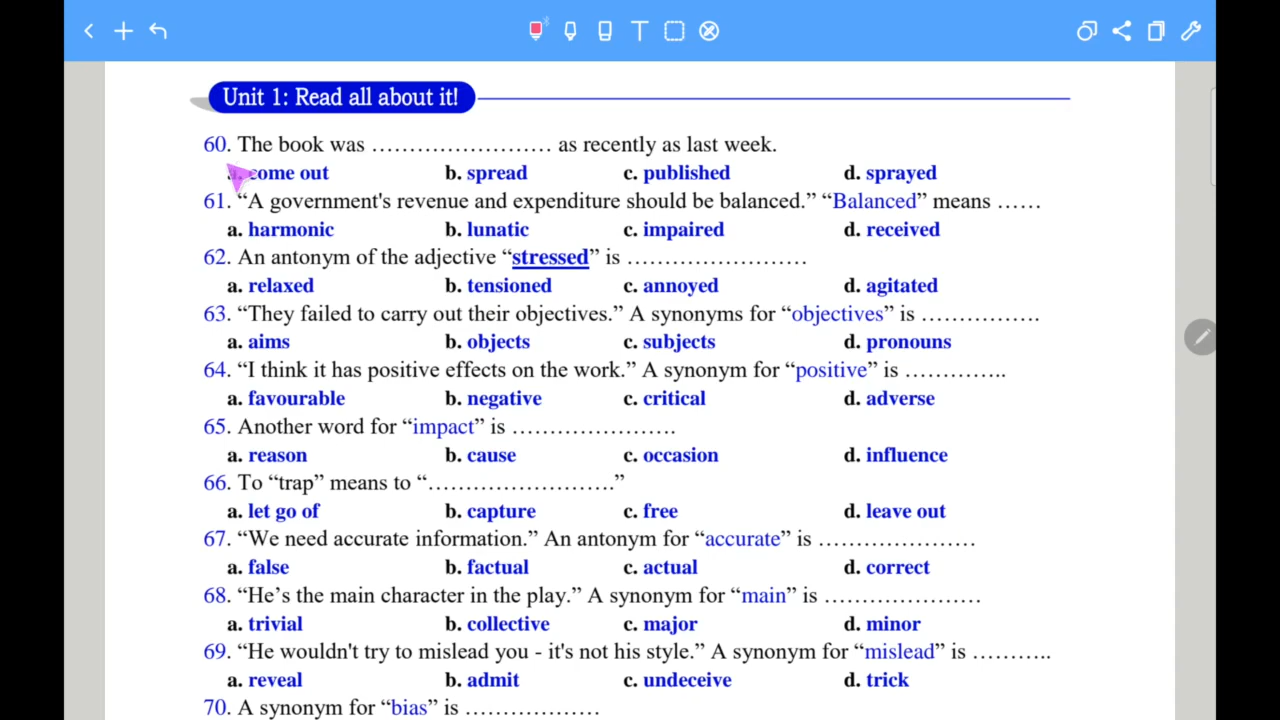 Unit 1: Read all about it!
60. The book was …………………… as recently as last week.
a. come out b. spread c. published d. sprayed
61. “A government's revenue and expenditure should be balanced.” “Balanced” means ……
a. harmonic b. lunatic c. impaired d. received
62. An antonym of the adjective “stressed” is ……………………
a. relaxed b. tensioned c. annoyed d. agitated
63. “They failed to carry out their objectives.” A synonyms for “objectives” is …………….
a. aims b. objects c. subjects d. pronouns
64. “I think it has positive effects on the work.” A synonym for “positive” is …………..
a. favourable b. negative c. critical d. adverse
65. Another word for “impact” is ………………….
a. reason b. cause c. occasion d. influence
66. To “trap” means to “…………………….”
a. let go of b. capture c. free d. leave out
67. “We need accurate information.” An antonym for “accurate” is …………………
a. false b. factual c. actual d. correct
68. “He’s the main character in the play.” A synonym for “main” is …………………
a. trivial b. collective c. major d. minor
69. “He wouldn't try to mislead you - it's not his style.” A synonym for “mislead” is ………..
a. reveal b. admit c. undeceive d. trick
70. A synonym for “bias” is ………………